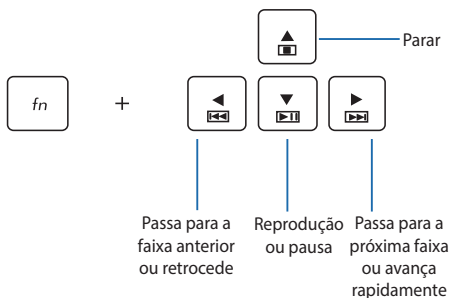 Parar
fn
+
Passa para a
faixa anterior
ou retrocede
Reprodução
ou pausa
Passa para a
próxima faixa
ou avança
rapidamente